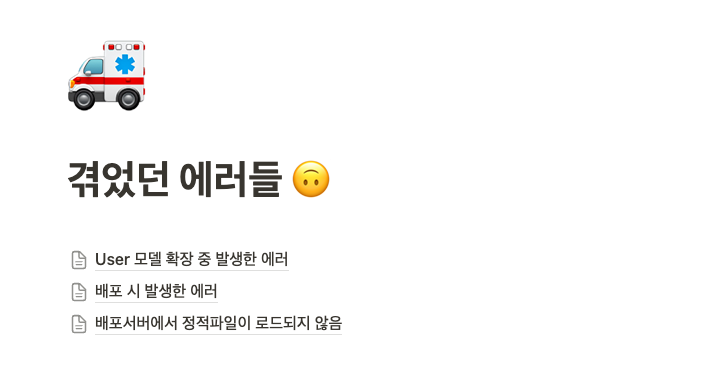 겪었던 에러들 🙃
User 모델 확장 중 발생한 에러
배포 시 발생한 에러
배포서버에서 정적파일이 로드되지 않음